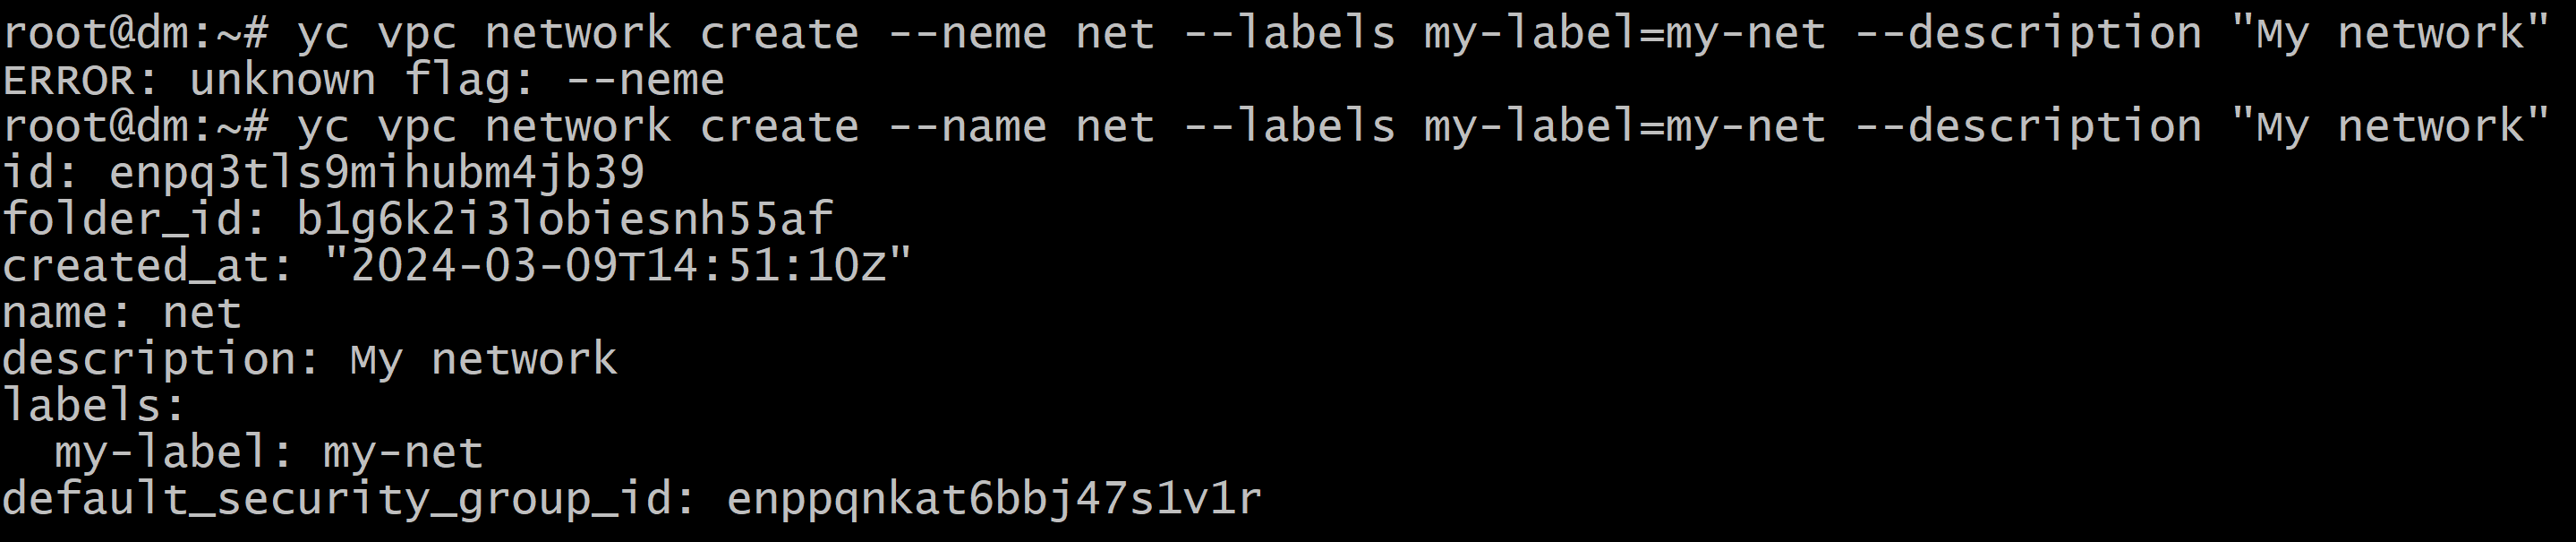 root@dm:~# yc vpc network create --neme net --labels my-label=my-net --description "My network"
ERROR: unknown flag: --neme
root@dm:~# yc vpc network create --name net --labels my-label=my-net --description "My network"
id: enpq3tls9mihubm4jb39
folder_id: b1g6k2i3lobiesnh55af
created_at: "2024-03-09T14:51:10Z"
name: net
description: My network
labels:
  my-label: my-net
default_security_group_id: enppqnkat6bbj47s1v1r